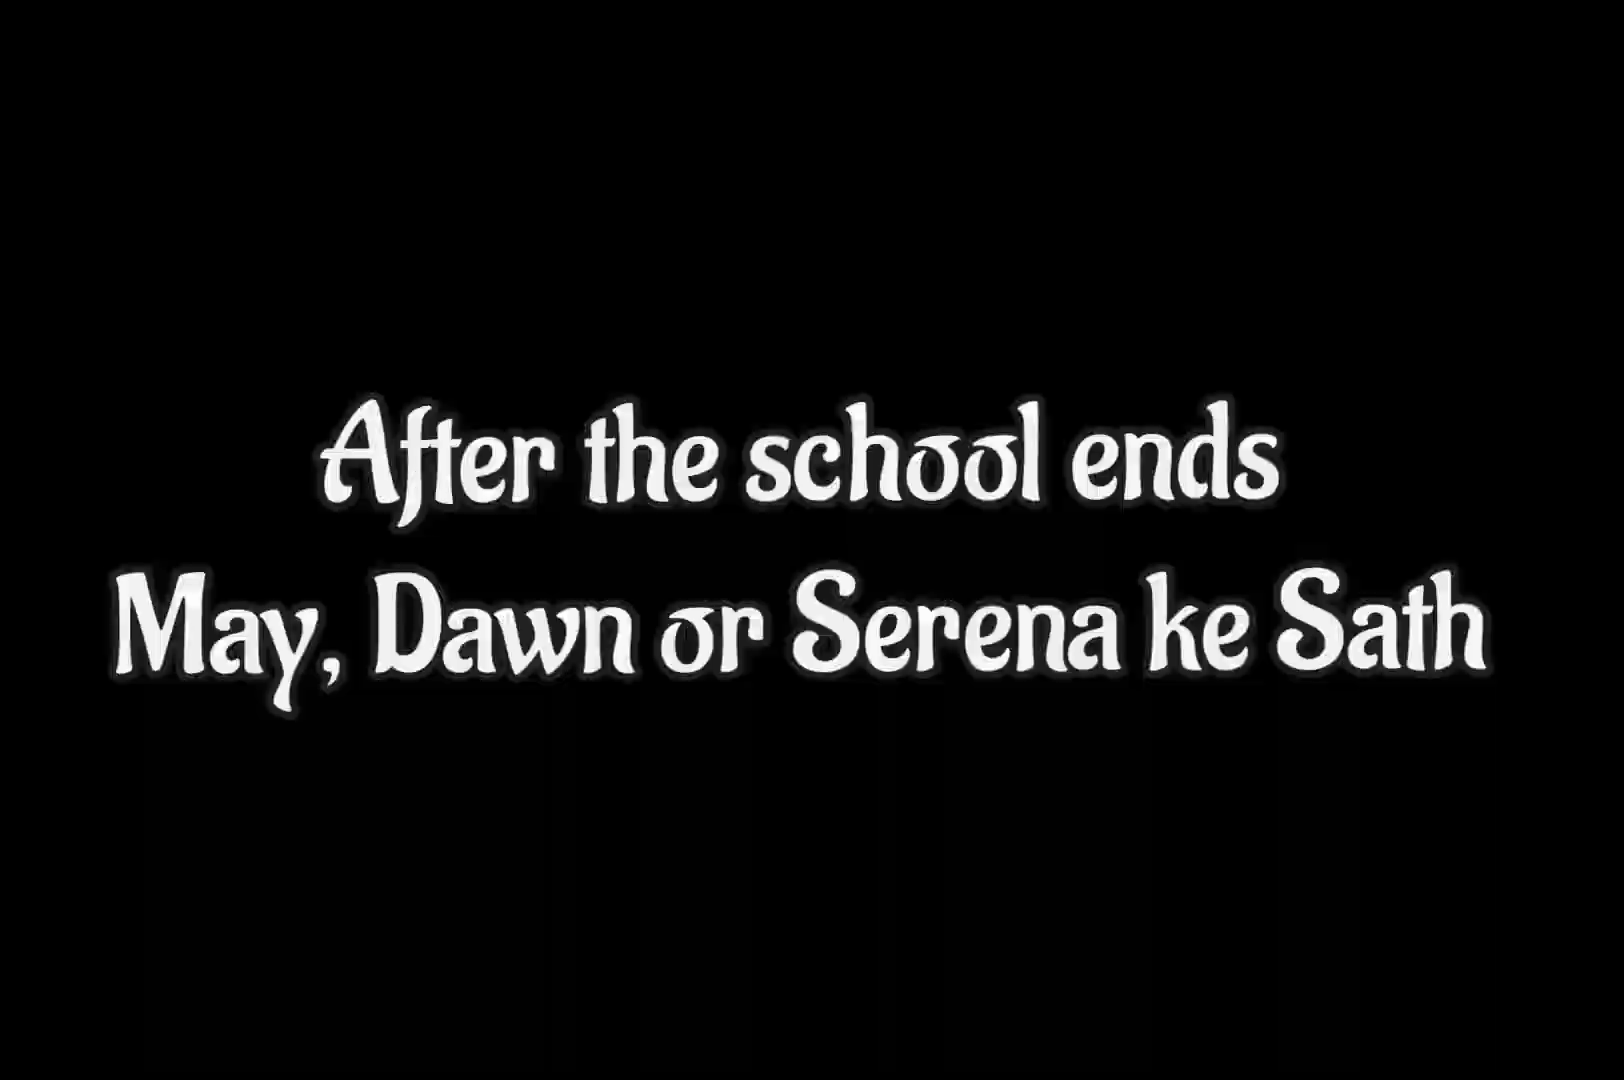 After the school ends
May, Dawn or Serena ke Sath